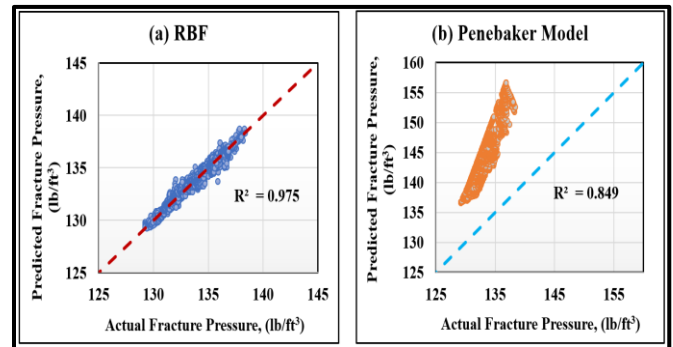 (a) RBF
Predicted Fracture Pressure,
(lb/ft³)
145
140
135
130
125
R² = 0.975
125 130 135 140 145
Actual Fracture Pressure, (lb/ft³)
(b) Penebaker Model
Predicted Fracture Pressure,
(lb/ft³)
160
155
150
145
140
135
130
125
R² = 0.849
125 135 145 155
Actual Fracture Pressure, (lb/ft³)